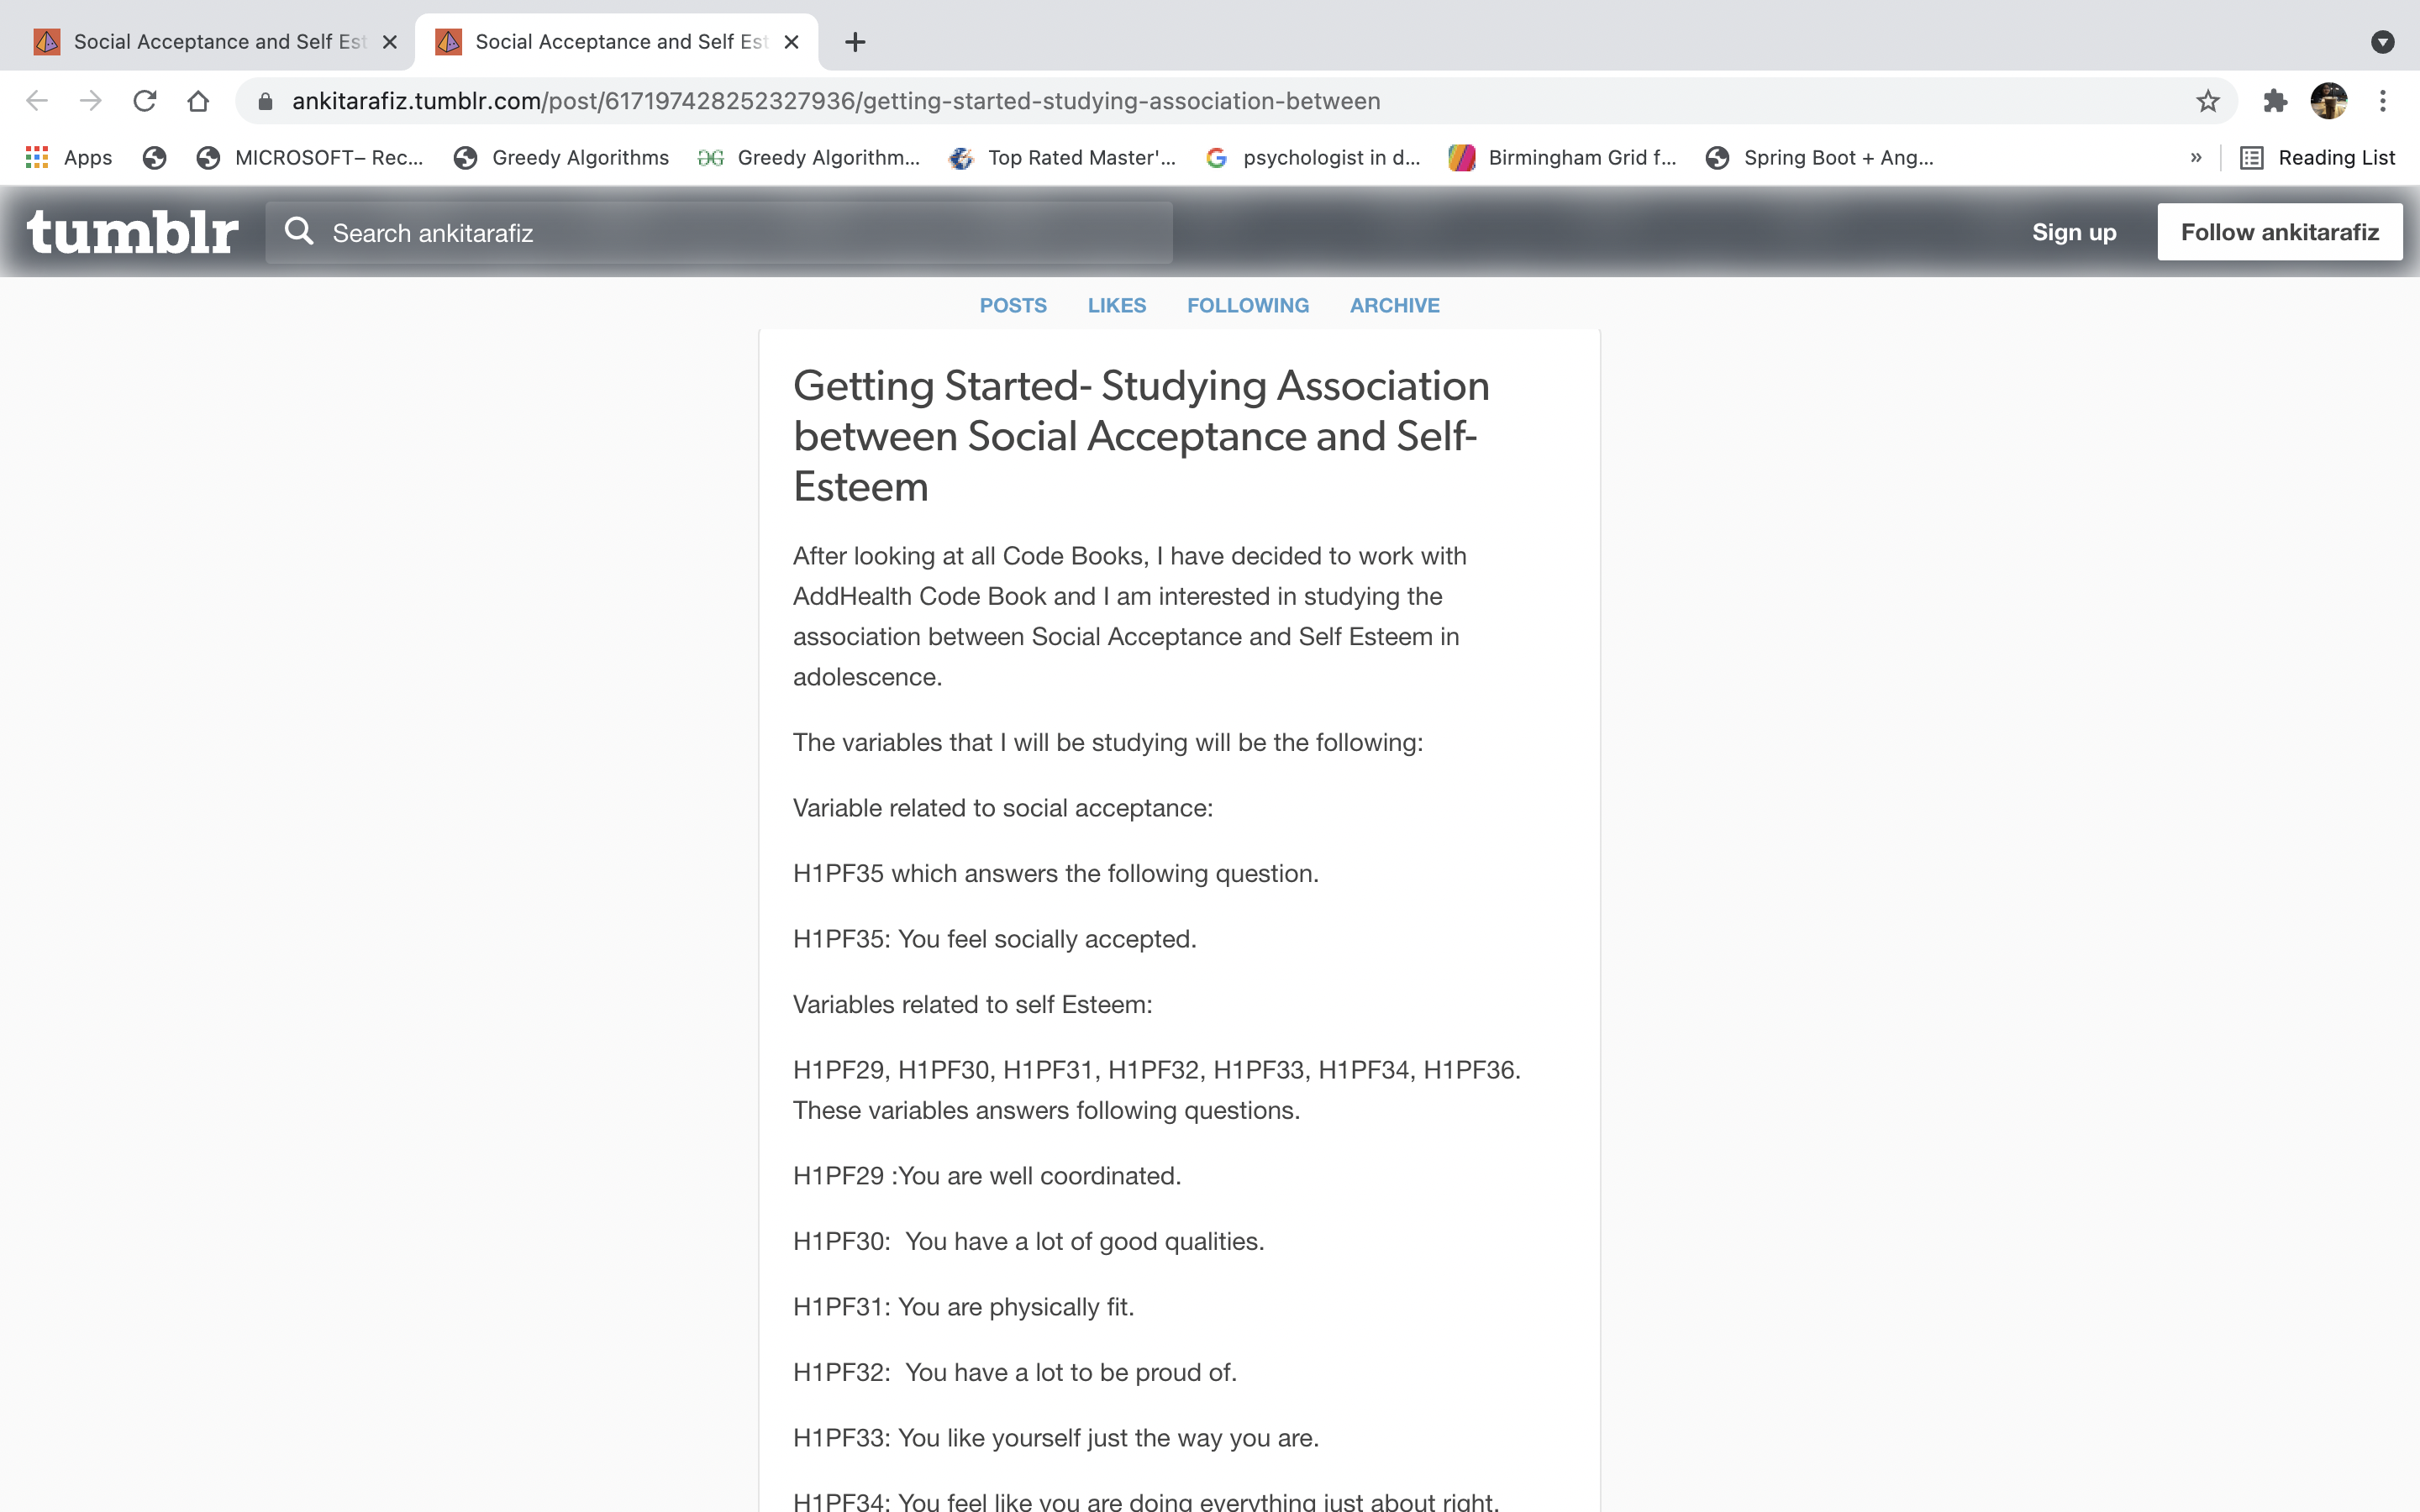 Social Acceptance and Self Est
Social Acceptance and Self Est
ankitarafiz.tumblr.com/post/617197428252327936/getting-started-studying-association-between
Apps
MICROSOFT– Rec...
Greedy Algorithms
Greedy Algorithm...
Top Rated Master'...
psychologist in d...
Birmingham Grid f...
Spring Boot + Ang...
»
Reading List
tumblr
Search ankitarafiz
Sign up
Follow ankitarafiz
POSTS LIKES FOLLOWING ARCHIVE
Getting Started- Studying Association
between Social Acceptance and Self-
Esteem
After looking at all Code Books, I have decided to work with
AddHealth Code Book and I am interested in studying the
association between Social Acceptance and Self Esteem in
adolescence.
The variables that I will be studying will be the following:
Variable related to social acceptance:
H1PF35 which answers the following question.
H1PF35: You feel socially accepted.
Variables related to self Esteem:
H1PF29, H1PF30, H1PF31, H1PF32, H1PF33, H1PF34, H1PF36.
These variables answers following questions.
H1PF29 :You are well coordinated.
H1PF30:  You have a lot of good qualities.
H1PF31: You are physically fit.
H1PF32:  You have a lot to be proud of.
H1PF33: You like yourself just the way you are.
H1PF34: You feel like you are doing everything just about right.